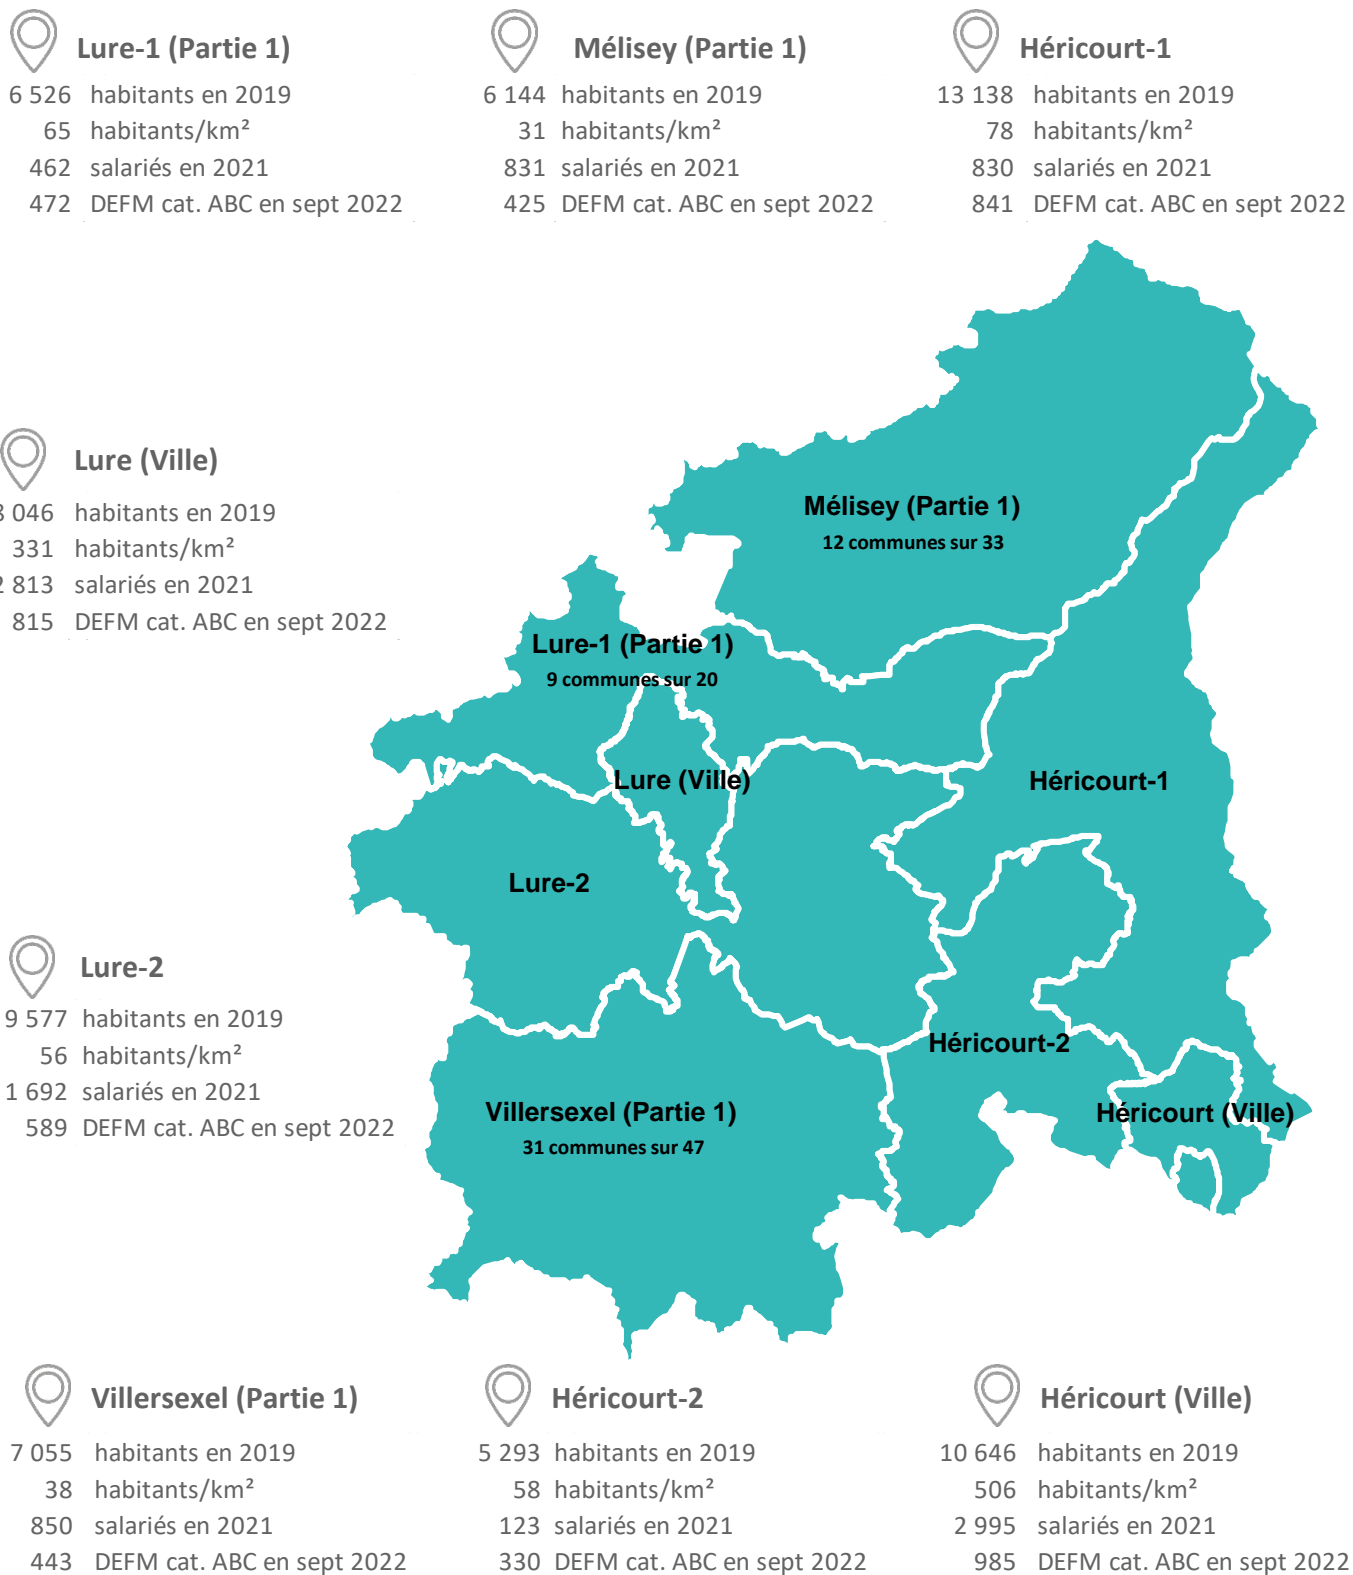 Lure-1 (Partie 1)
6 526 habitants en 2019
65 habitants/km²
462 salariés en 2021
472 DEFM cat. ABC en sept 2022
Mélisey (Partie 1)
6 144 habitants en 2019
31 habitants/km²
831 salariés en 2021
425 DEFM cat. ABC en sept 2022
Héricourt-1
13 138 habitants en 2019
78 habitants/km²
830 salariés en 2021
841 DEFM cat. ABC en sept 2022
Lure (Ville)
8 046 habitants en 2019
331 habitants/km²
2 813 salariés en 2021
815 DEFM cat. ABC en sept 2022
Mélisey (Partie 1)
12 communes sur 33
Lure-1 (Partie 1)
9 communes sur 20
Lure (Ville)
Héricourt-1
Lure-2
Héricourt-2
Villersexel (Partie 1)
31 communes sur 47
Héricourt (Ville)
Lure-2
9 577 habitants en 2019
56 habitants/km²
1 692 salariés en 2021
589 DEFM cat. ABC en sept 2022
Villersexel (Partie 1)
7 055 habitants en 2019
38 habitants/km²
850 salariés en 2021
443 DEFM cat. ABC en sept 2022
Héricourt-2
5 293 habitants en 2019
58 habitants/km²
123 salariés en 2021
330 DEFM cat. ABC en sept 2022
Héricourt (Ville)
10 646 habitants en 2019
506 habitants/km²
2 995 salariés en 2021
985 DEFM cat. ABC en sept 2022